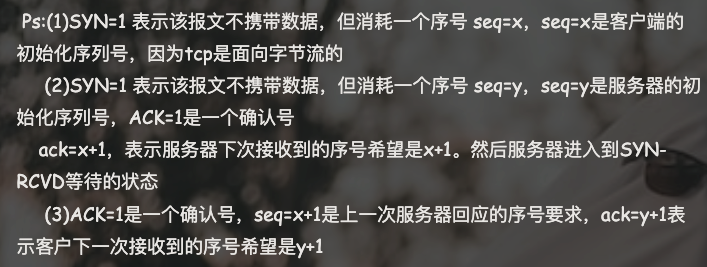 Ps:(1)SYN=1 表示该报文不携带数据，但消耗一个序号 seq=x，seq=x是客户端的
初始化序列号，因为tcp是面向字节流的
(2)SYN=1 表示该报文不携带数据，但消耗一个序号 seq=y，seq=y是服务器的初
始化序列号，ACK=1是一个确认号
ack=x+1，表示服务器下次接收到的序号希望是x+1。然后服务器进入到SYN-
RCVD等待的状态
(3)ACK=1是一个确认号，seq=x+1是上一次服务器回应的序号要求，ack=y+1表
示客户下一次接收到的序号希望是y+1